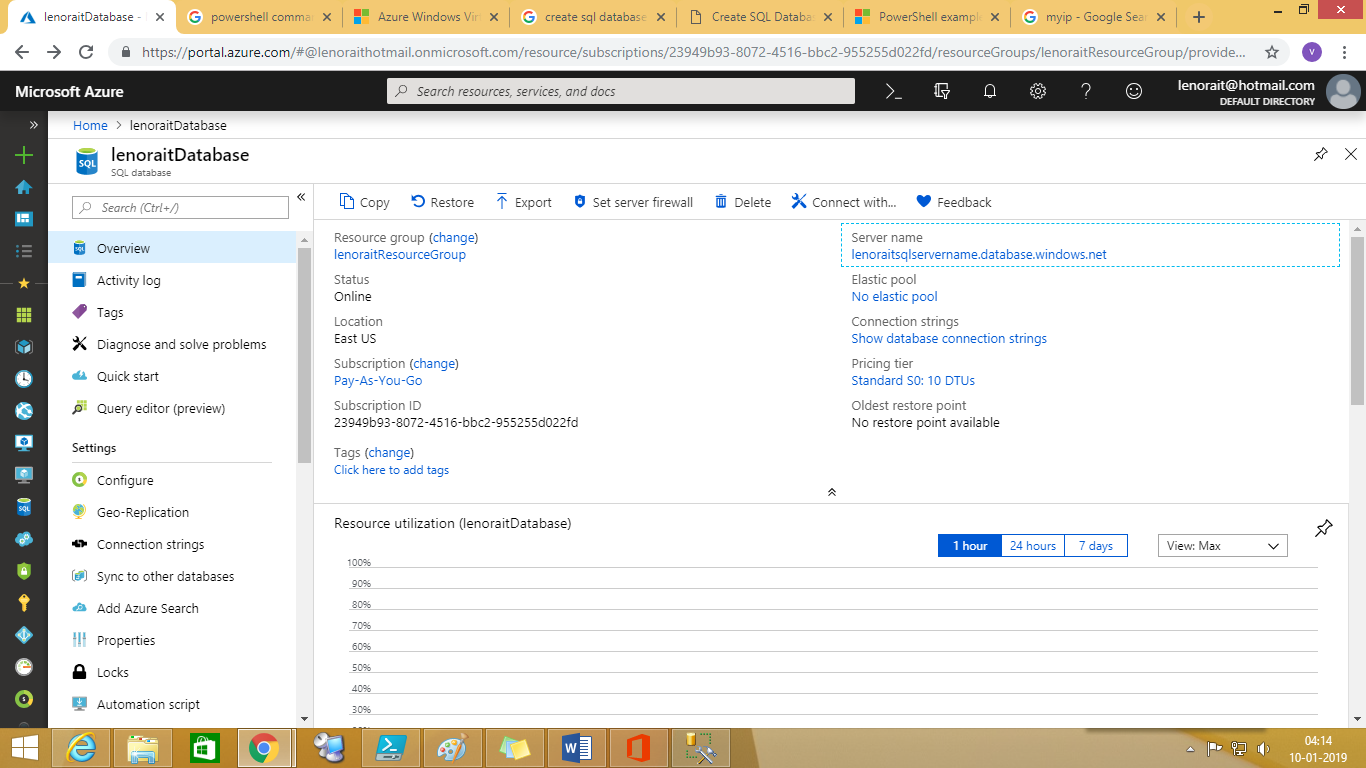 lenoraitDatabase -
powershell comman
Azure Windows Virt
create sql database
Create SQL Databas
PowerShell example
myip - Google Sear
https://portal.azure.com/#@lenoraithotmail.onmicrosoft.com/resource/subscriptions/23949b93-8072-4516-bbc2-955255d022fd/resourceGroups/lenoraitResourceGroup/provide...
V
Microsoft Azure
Search resources, services, and docs
lenorait@hotmail.com
DEFAULT DIRECTORY
Home > lenoraitDatabase
lenoraitDatabase
SQL database
Search (Ctrl+/)
Copy Restore Export Set server firewall Delete Connect with... Feedback
Overview
Activity log
Tags
Diagnose and solve problems
Quick start
Query editor (preview)
Settings
Configure
Geo-Replication
Connection strings
Sync to other databases
Add Azure Search
Properties
Locks
Automation script
Resource group (change)
lenoraitResourceGroup
Status
Online
Location
East US
Subscription (change)
Pay-As-You-Go
Subscription ID
23949b93-8072-4516-bbc2-955255d022fd
Tags (change)
Click here to add tags
Server name
lenoraitsqlservername.database.windows.net
Elastic pool
No elastic pool
Connection strings
Show database connection strings
Pricing tier
Standard S0: 10 DTUs
Oldest restore point
No restore point available
Resource utilization (lenoraitDatabase)
1 hour 24 hours 7 days
View: Max
100%
90%
80%
70%
60%
50%
40%
30%
04:14
10-01-2019